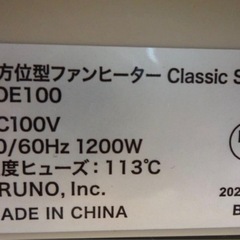 方位型ファンヒーター Classic S
DE100
C100V
0/60Hz 1200W
度ヒューズ：113℃
RUNO, Inc.
202
ADE IN CHINA
B